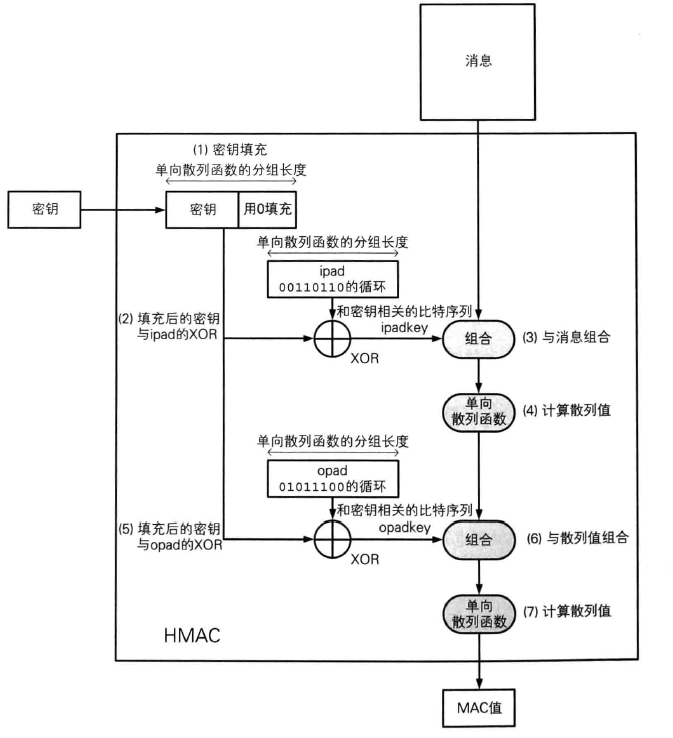 消息
(1) 密钥填充
单向散列函数的分组长度
密钥
密钥
用0填充
单向散列函数的分组长度
ipad
00110110的循环
(2) 填充后的密钥
与ipad的XOR
和密钥相关的比特序列
ipadkey
XOR
组合
(3) 与消息组合
单向
散列函数
(4) 计算散列值
单向散列函数的分组长度
opad
01011100的循环
(5) 填充后的密钥
与opad的XOR
和密钥相关的比特序列
opadkey
XOR
组合
(6) 与散列值组合
单向
散列函数
(7) 计算散列值
HMAC
MAC值